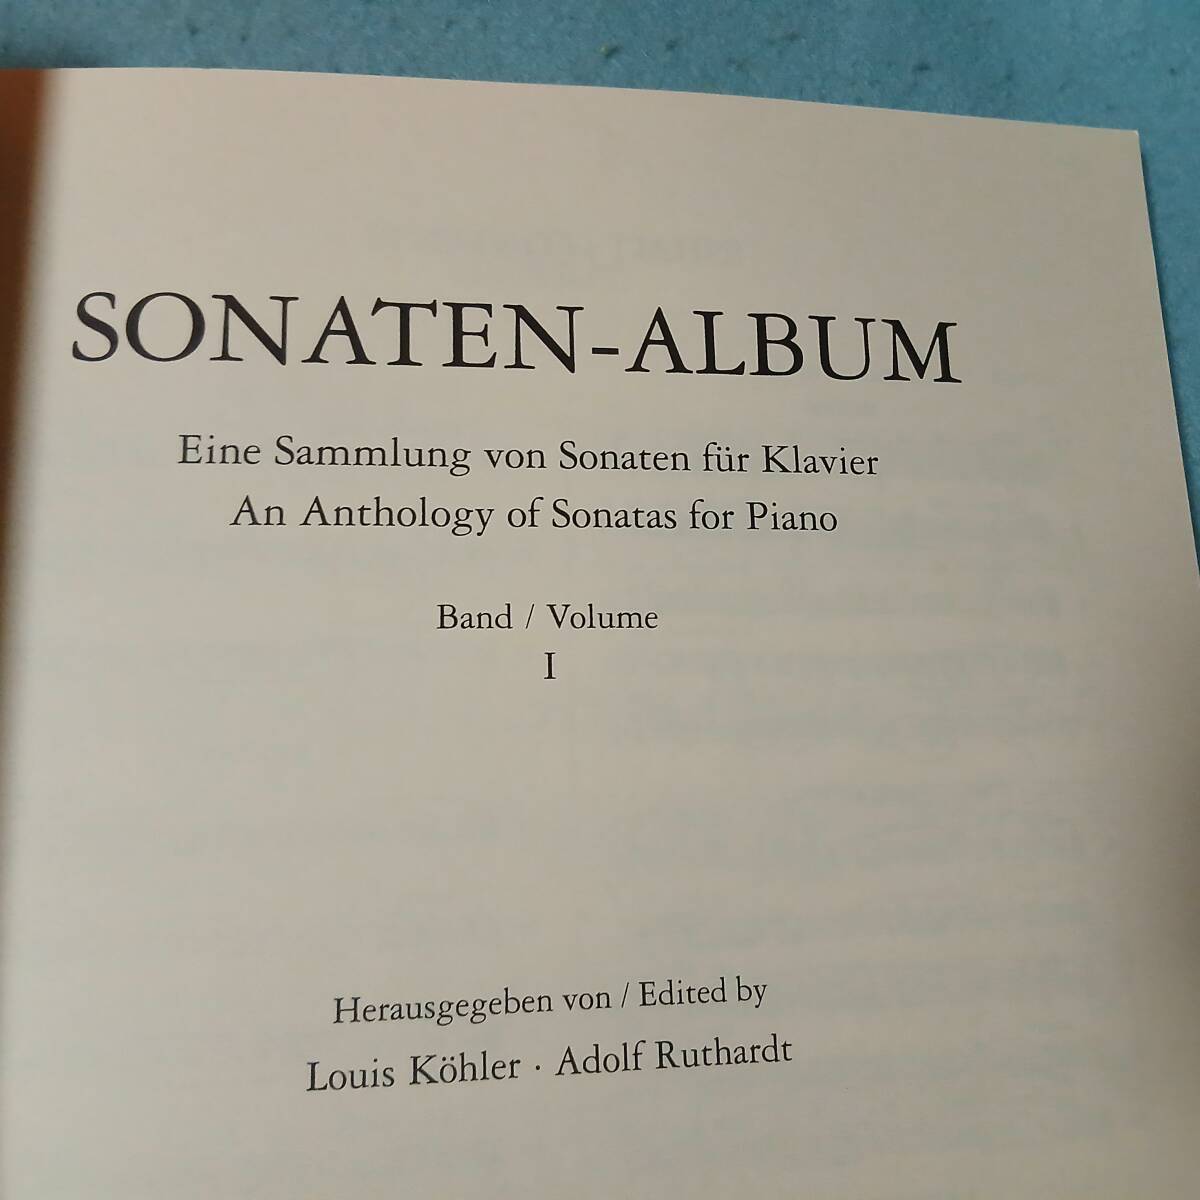 SONATEN-ALBUM
Eine Sammlung von Sonaten für Klavier
An Anthology of Sonatas for Piano
Band / Volume
I
Herausgegeben von / Edited by
Louis Köhler · Adolf Ruthardt